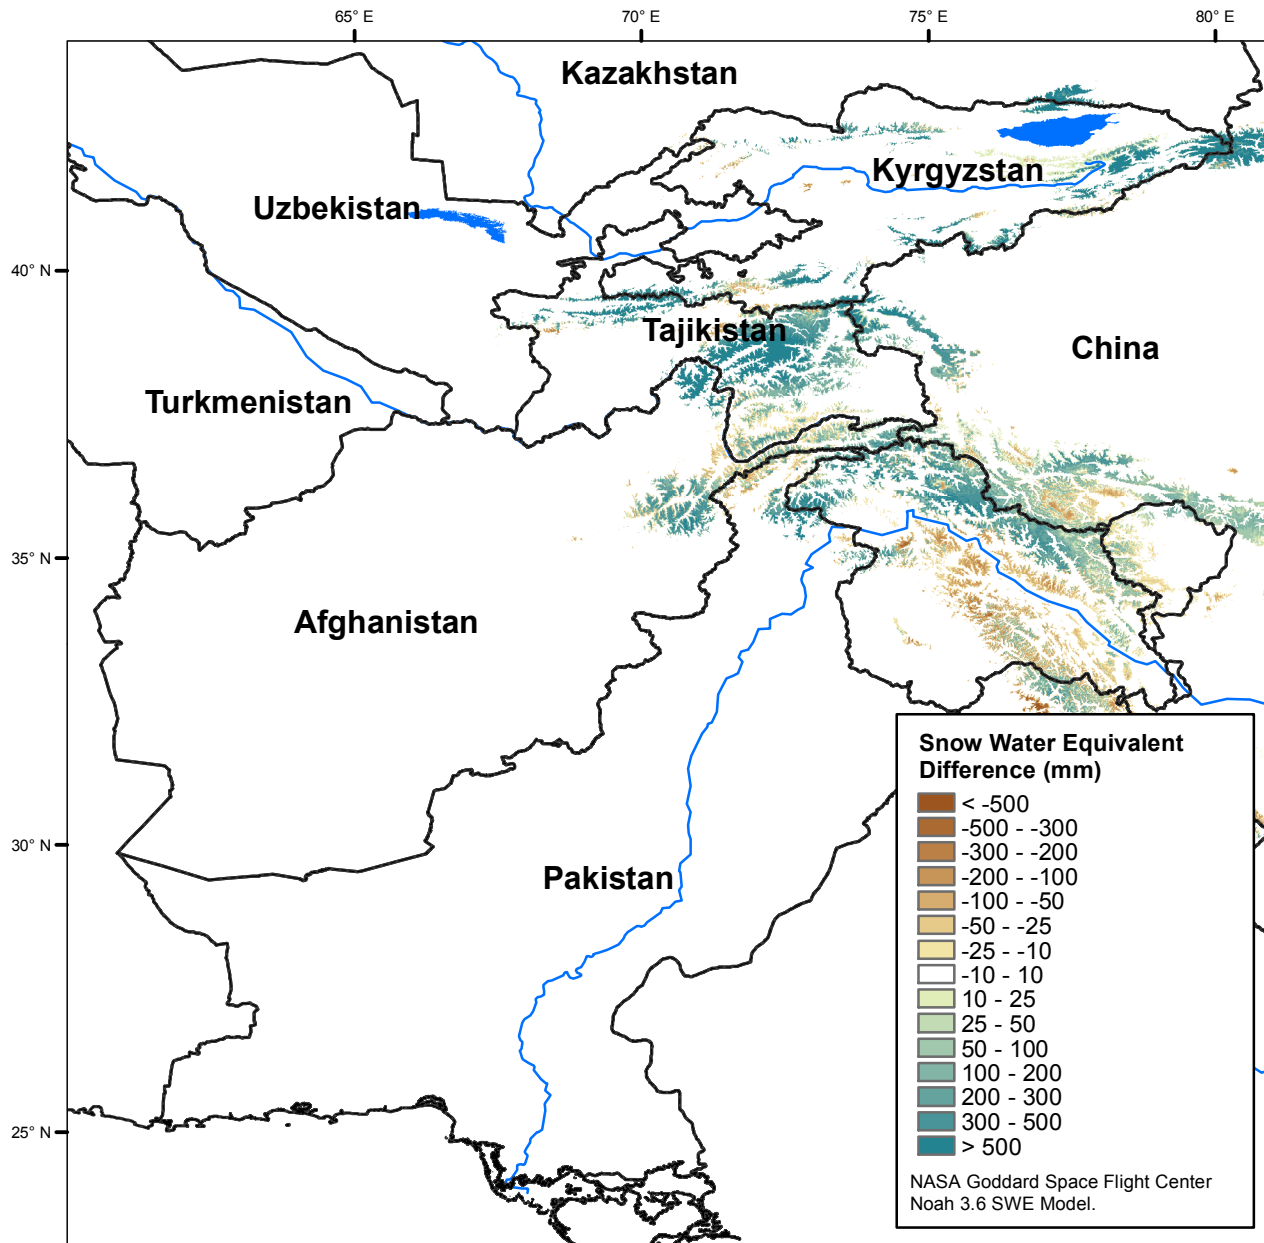 65° E
70° E
75° E
80° E
Kazakhstan
Kyrgyzstan
Uzbekistan
40° N
Tajikistan
China
Turkmenistan
35° N
Afghanistan
30° N
Pakistan
25° N
Snow Water Equivalent
Difference (mm)
< -500
-500 - -300
-300 - -200
-200 - -100
-100 - -50
-50 - -25
-25 - -10
-10 - 10
10 - 25
25 - 50
50 - 100
100 - 200
200 - 300
300 - 500
> 500
NASA Goddard Space Flight Center
Noah 3.6 SWE Model.